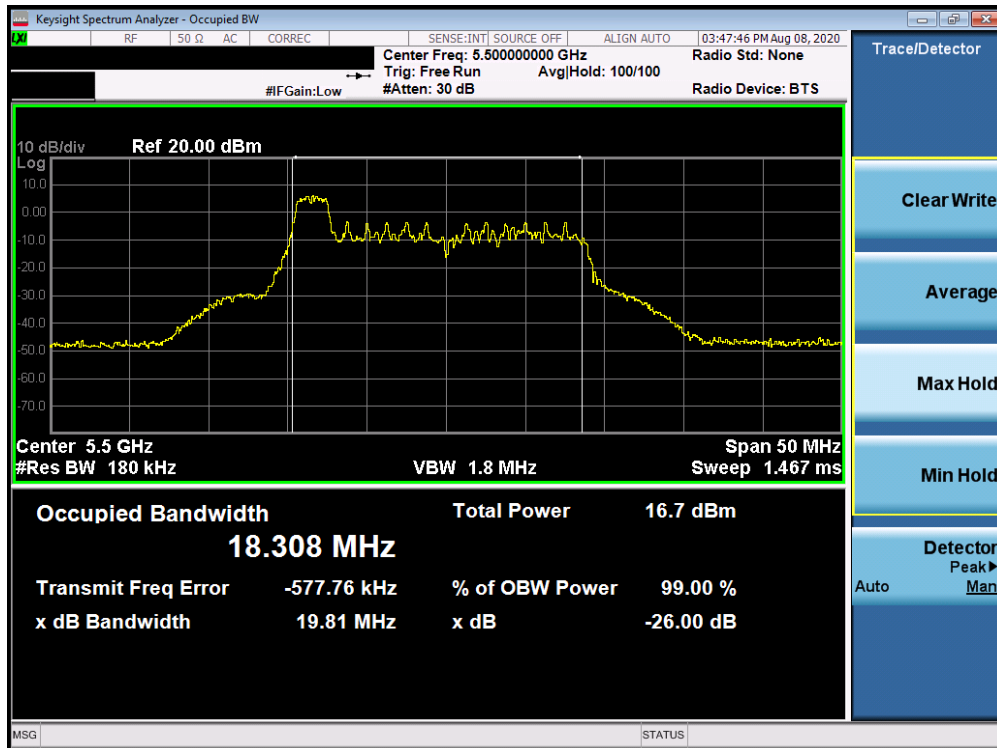 Keysight Spectrum Analyzer - Occupied BW
LXI RF 50 Ω AC CORREC SENSE:INT SOURCE OFF ALIGN AUTO 03:47:46 PM Aug 08, 2020
Center Freq: 5.500000000 GHz Radio Std: None
Trig: Free Run Avg|Hold: 100/100
#IFGain:Low #Atten: 30 dB Radio Device: BTS
10 dB/div Ref 20.00 dBm
Log
10.0
0.00
-10.0
-20.0
-30.0
-40.0
-50.0
-60.0
-70.0
Center 5.5 GHz Span 50 MHz
#Res BW 180 kHz VBW 1.8 MHz Sweep 1.467 ms
Occupied Bandwidth Total Power 16.7 dBm
18.308 MHz
Transmit Freq Error -577.76 kHz % of OBW Power 99.00 %
x dB Bandwidth 19.81 MHz x dB -26.00 dB
MSG STATUS
Trace/Detector
Clear Write
Average
Max Hold
Min Hold
Detector
Peak▶
Auto Man